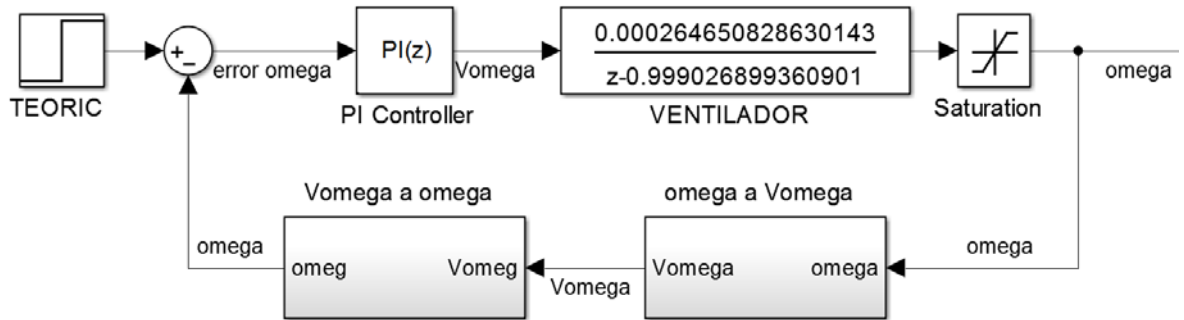 TEORIC
+
−
error omega
PI(z)
PI Controller
Vomega
0.000264650828630143
z-0.999026899360901
VENTILADOR
Saturation
omega
Vomega a omega
omega a Vomega
omega
omeg
Vomeg
Vomega
Vomega
omega
omega